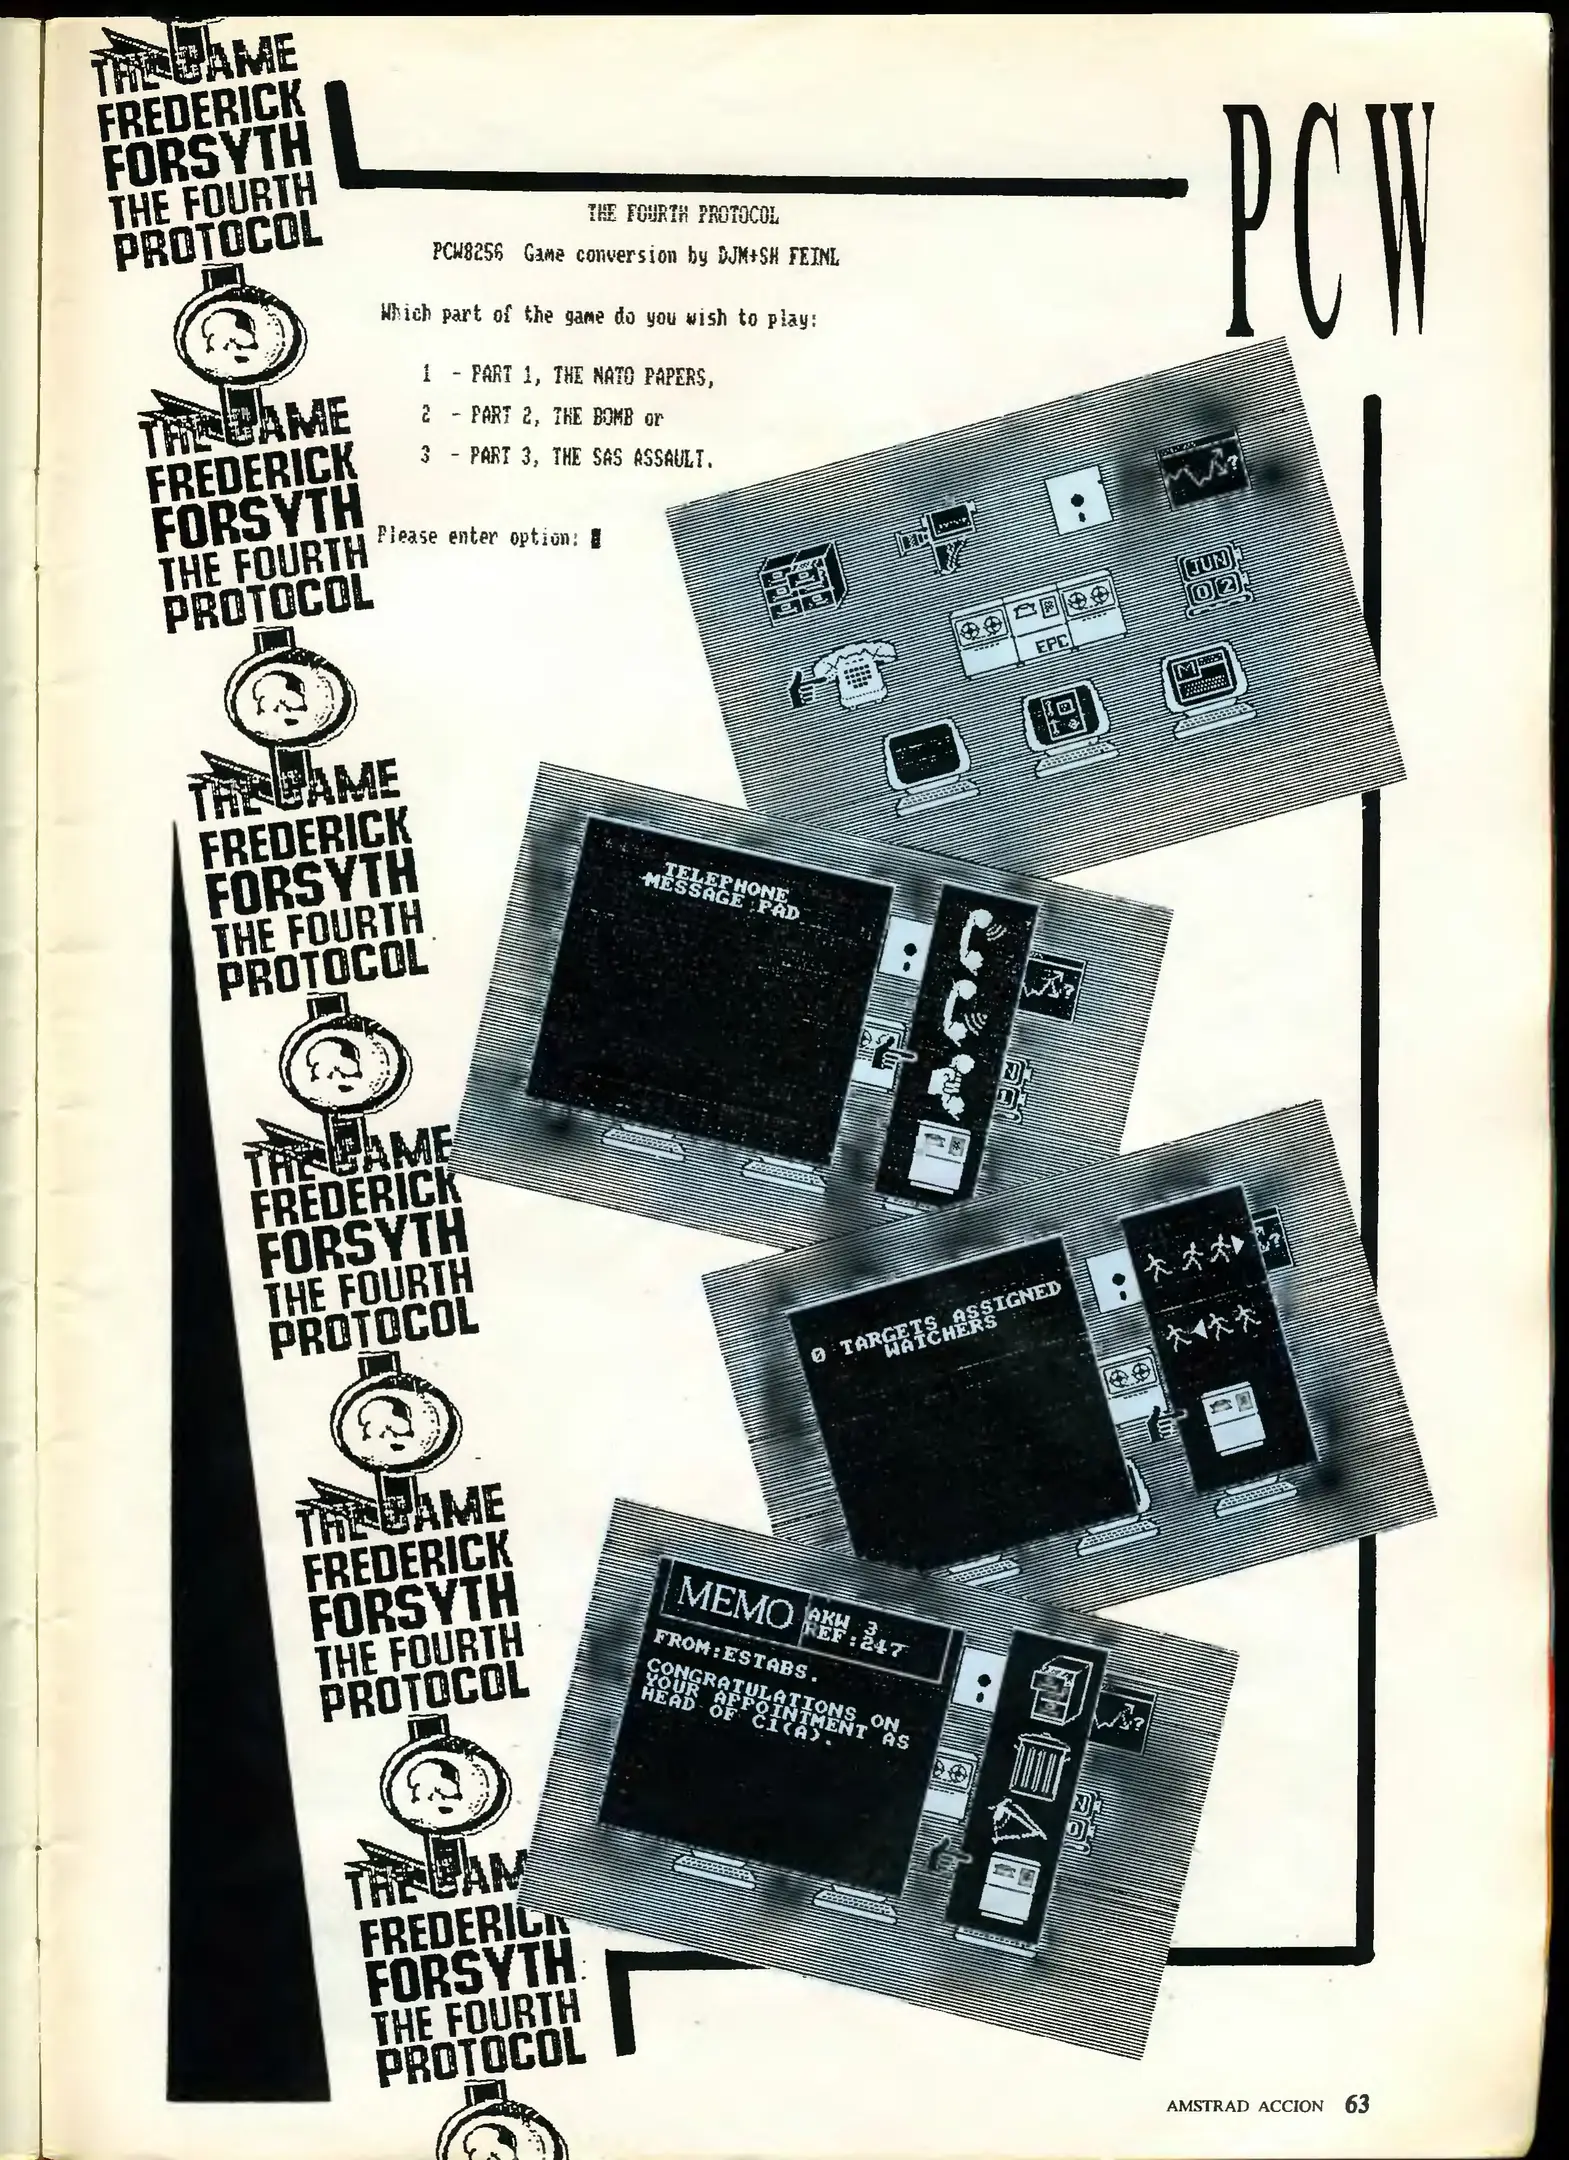 THE GAME
FREDERICK
FORSYTH
THE FOURTH
PROTOCOL
THE GAME
FREDERICK
FORSYTH
THE FOURTH
PROTOCOL
THE GAME
FREDERICK
FORSYTH
THE FOURTH
PROTOCOL
THE GAME
FREDERICK
FORSYTH
THE FOURTH
PROTOCOL
THE GAME
FREDERICK
FORSYTH
THE FOURTH
PROTOCOL
THE GAM
FREDERICK
FORSYTH
THE FOURTH
PROTOCOL
PCW
THE FOURTH PROTOCOL
PCW8256 Game conversion by DJM+SH FEINL
Which part of the game do you wish to play:
1 - PART 1, THE NATO PAPERS,
2 - PART 2, THE BOMB or
3 - PART 3, THE SAS ASSAULT.
Please enter option:
?
JUN
02
EPC
M
TELEPHONE
MESSAGE PAD
?
N
0 TARGETS ASSIGNED
WATCHERS
?
MEMO
AKW 3
REF:247
FROM:ESTABS.
CONGRATULATIONS ON
YOUR APPOINTMENT AS
HEAD OF C1(A).
?
N
AMSTRAD ACCION 63